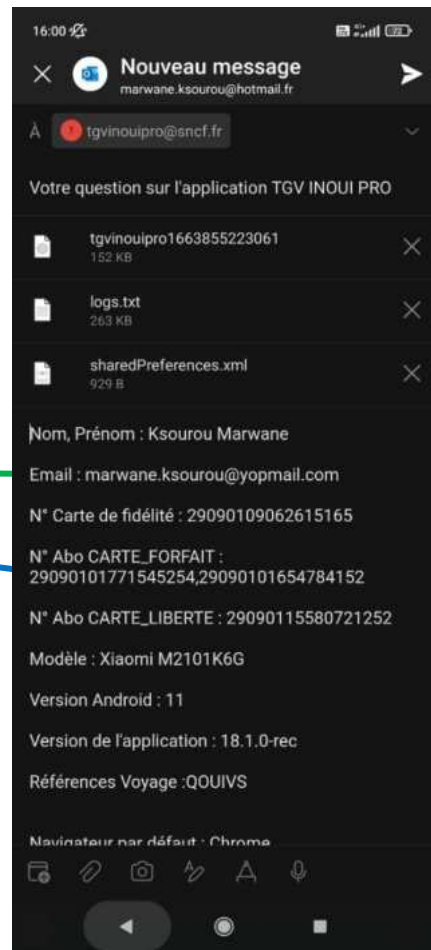 16:00
72
Nouveau message
marwane.ksourou@hotmail.fr
À tgvinouipro@sncf.fr
Votre question sur l'application TGV INOUI PRO
tgvinouipro1663855223061
152 KB
logs.txt
263 KB
sharedPreferences.xml
929 B
Nom, Prénom : Ksourou Marwane
Email : marwane.ksourou@yopmail.com
N° Carte de fidélité : 29090109062615165
N° Abo CARTE_FORFAIT :
29090101771545254,29090101654784152
N° Abo CARTE_LIBERTE : 29090115580721252
Modèle : Xiaomi M2101K6G
Version Android : 11
Version de l'application : 18.1.0-rec
Références Voyage :QOUIVS
Navigateur par défaut : Chrome